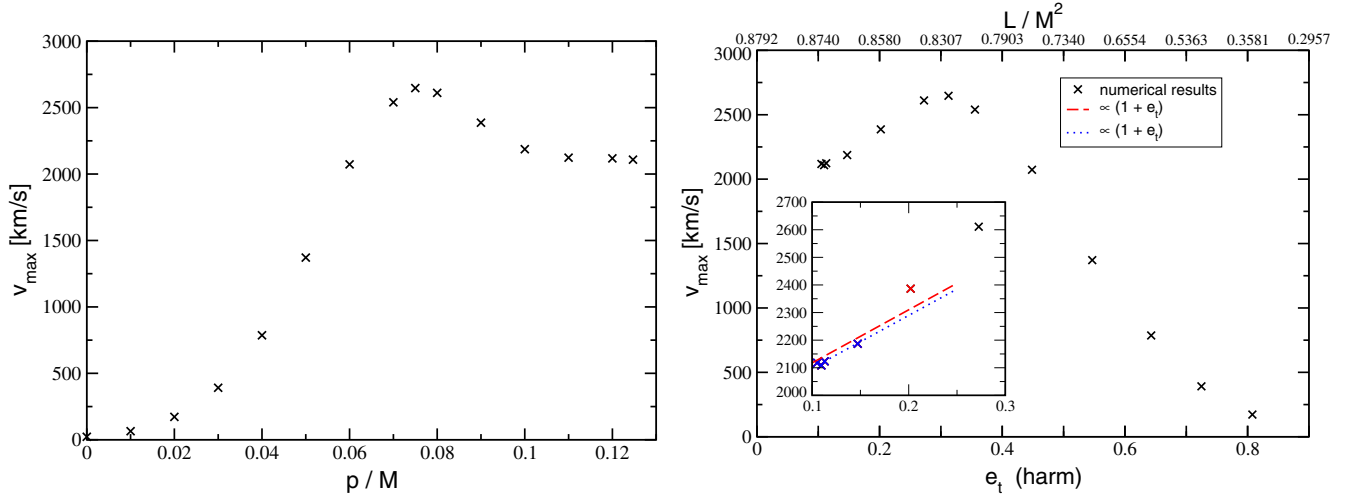 3000
2500
2000
1500
1000
500
0
v_max [km/s]
0 0.02 0.04 0.06 0.08 0.1 0.12
p / M
L / M^2
0.8792 0.8740 0.8580 0.8307 0.7903 0.7340 0.6554 0.5363 0.3581 0.2957
3000
2500
2000
1500
1000
500
0
v_max [km/s]
numerical results
∝ (1 + e_t)
∝ (1 + e_t)
2700
2600
2500
2400
2300
2200
2100
2000
0.1 0.2 0.3
0 0.2 0.4 0.6 0.8
e_t (harm)